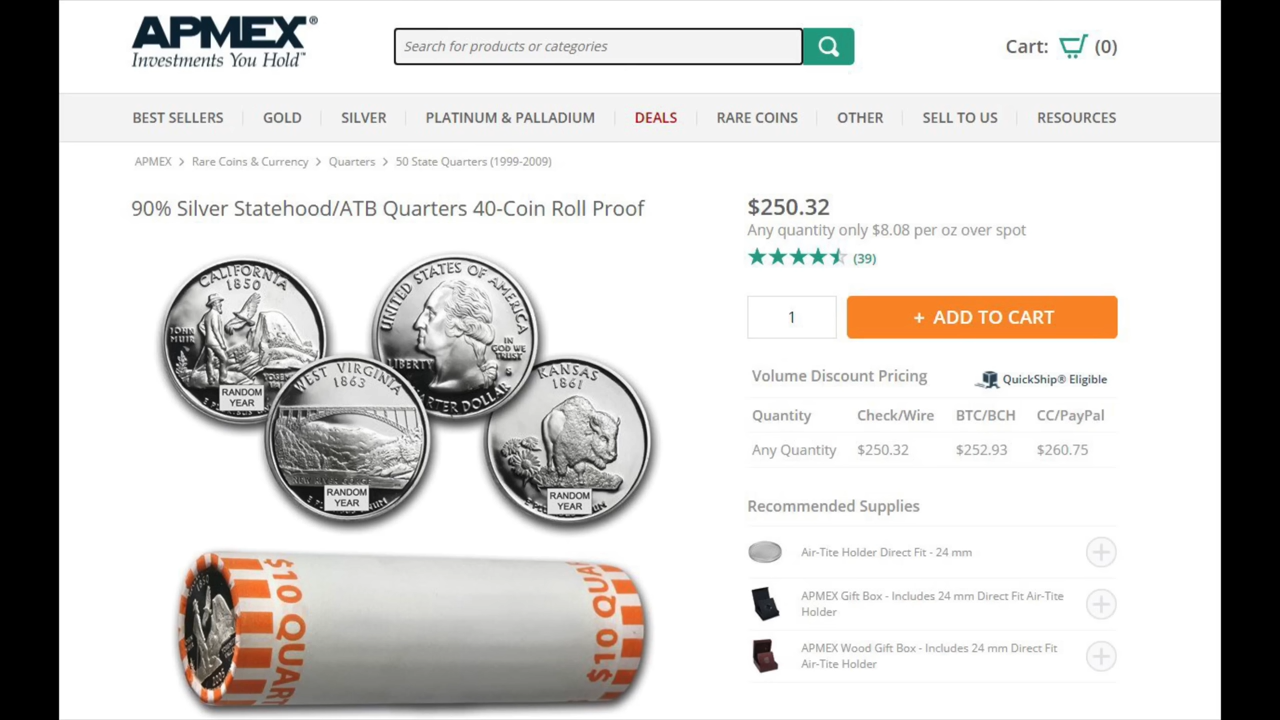 APMEX®
Investments You Hold™
Search for products or categories
Cart: (0)
BEST SELLERS GOLD SILVER PLATINUM & PALLADIUM DEALS RARE COINS OTHER SELL TO US RESOURCES
APMEX > Rare Coins & Currency > Quarters > 50 State Quarters (1999-2009)
90% Silver Statehood/ATB Quarters 40-Coin Roll Proof
$250.32
Any quantity only $8.08 per oz over spot
(39)
1
+ ADD TO CART
Volume Discount Pricing
QuickShip® Eligible
Quantity Check/Wire BTC/BCH CC/PayPal
Any Quantity $250.32 $252.93 $260.75
Recommended Supplies
Air-Tite Holder Direct Fit - 24 mm
APMEX Gift Box - Includes 24 mm Direct Fit Air-Tite
Holder
APMEX Wood Gift Box - Includes 24 mm Direct Fit
Air-Tite Holder
CALIFORNIA
1850
JOHN
MUIR
RANDOM
YEAR
UNITED STATES OF AMERICA
LIBERTY
IN
GOD WE
TRUST
S
DOLLAR
WEST VIRGINIA
1863
RANDOM
YEAR
KANSAS
1861
RANDOM
YEAR
$10 QUART
$10 QUA